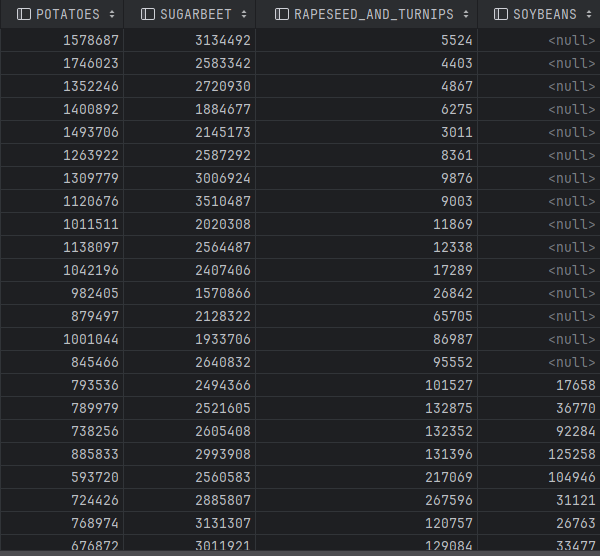 POTATOES SUGARBEET RAPESEED_AND_TURNIPS SOYBEANS
1578687 3134492 5524 <null>
1746023 2583342 4403 <null>
1352246 2720930 4867 <null>
1400892 1884677 6275 <null>
1493706 2145173 3011 <null>
1263922 2587292 8361 <null>
1309779 3006924 9876 <null>
1120676 3510487 9003 <null>
1011511 2020308 11869 <null>
1138097 2564487 12338 <null>
1042196 2407406 17289 <null>
982405 1570866 26842 <null>
879497 2128322 65705 <null>
1001044 1933706 86987 <null>
845466 2640832 95552 <null>
793536 2494366 101527 17658
789979 2521605 132875 36770
738256 2605408 132352 92284
885833 2993908 131396 125258
593720 2560583 217069 104946
724426 2885807 267596 31121
768974 3131307 120757 26763
676872 3011921 129084 33477